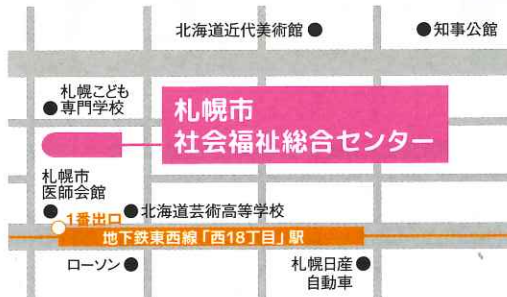 北海道近代美術館
知事公館
札幌こども
専門学校
札幌市
社会福祉総合センター
札幌市
医師会館
1番出口
北海道芸術高等学校
地下鉄東西線「西18丁目」駅
ローソン
札幌日産
自動車